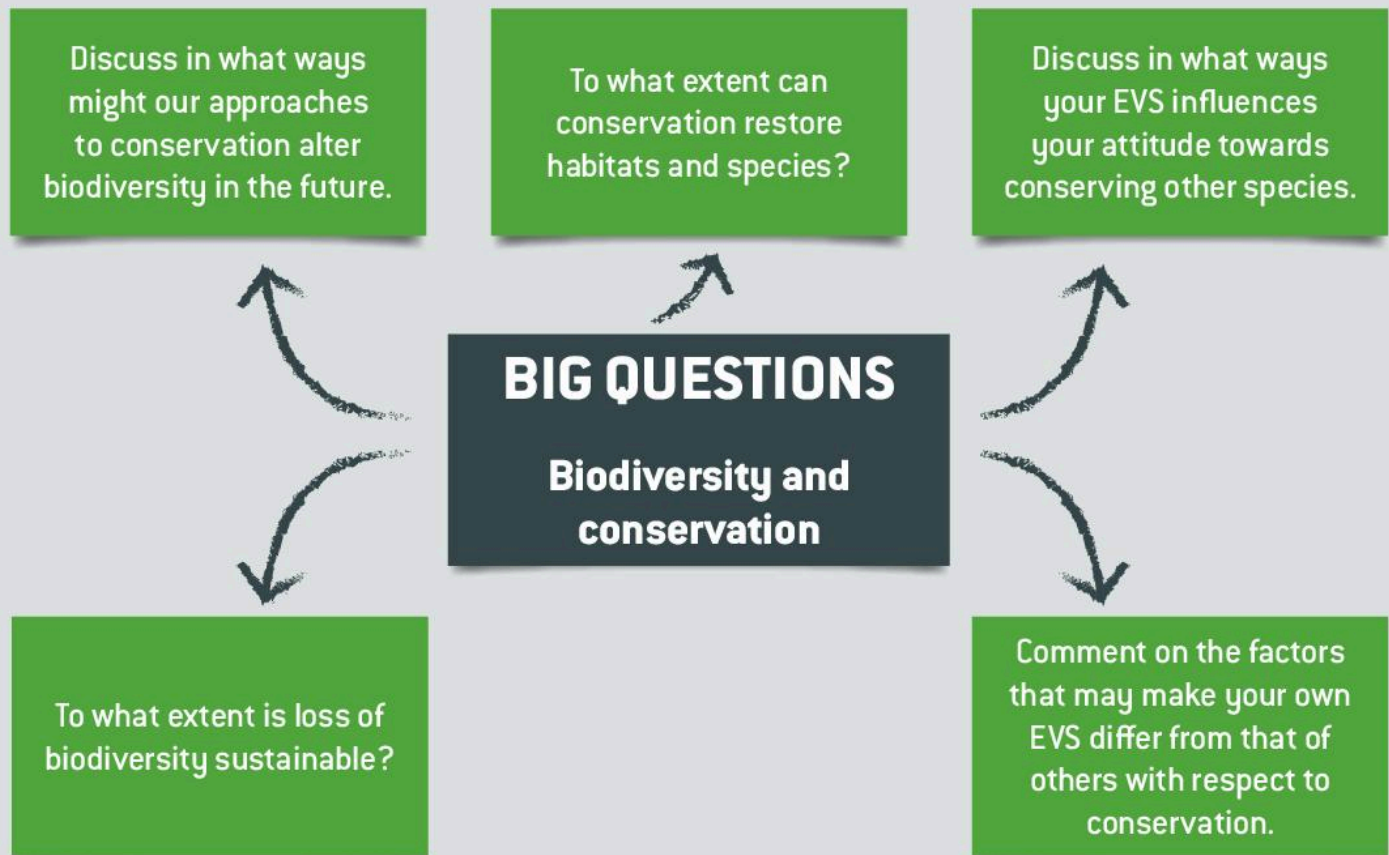 Discuss in what ways
might our approaches
to conservation alter
biodiversity in the future.
To what extent can
conservation restore
habitats and species?
Discuss in what ways
your EVS influences
your attitude towards
conserving other species.
BIG QUESTIONS
Biodiversity and
conservation
To what extent is loss of
biodiversity sustainable?
Comment on the factors
that may make your own
EVS differ from that of
others with respect to
conservation.